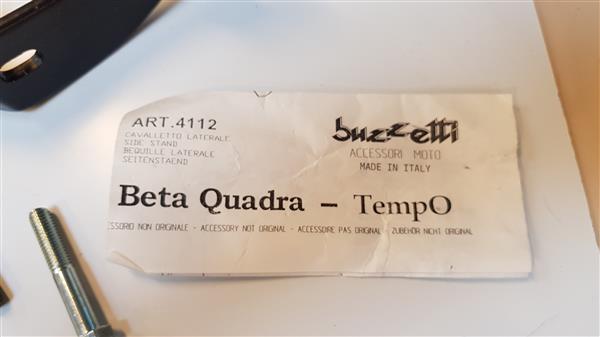 ART.4112
CAVALLETTO LATERALE
SIDE STAND
BEQUILLE LATERALE
SEITENSTAEND
buzzetti
ACCESSORI MOTO
MADE IN ITALY
Beta Quadra – TempO
CESSORIO NON ORIGINALE - ACCESSORY NOT ORIGINAL - ACCESSOIRE PAS ORIGINAL - ZUBEHÖR NICHT ORIGINAL